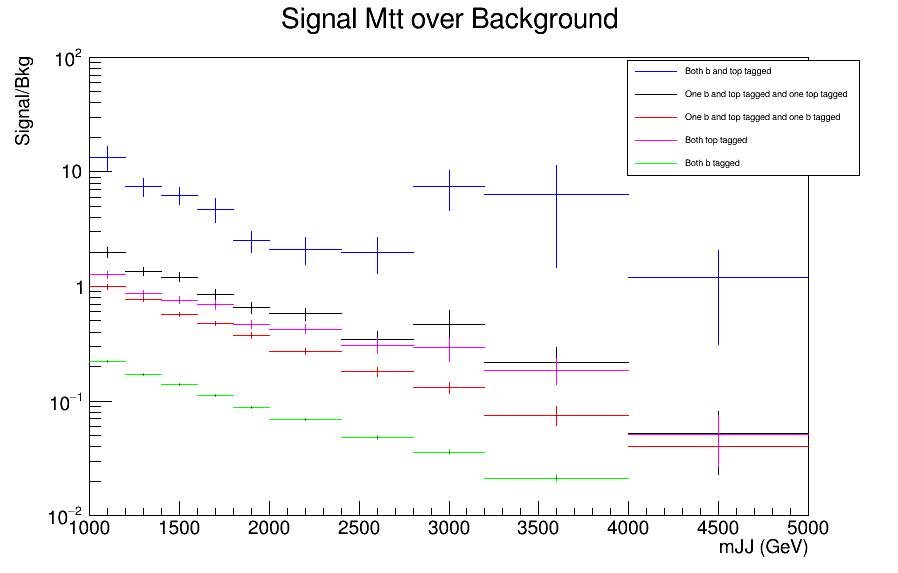 Signal Mtt over Background
Signal/Bkg
10²
10
1
10⁻¹
10⁻²
Both b and top tagged
One b and top tagged and one top tagged
One b and top tagged and one b tagged
Both top tagged
Both b tagged
1000 1500 2000 2500 3000 3500 4000 4500 5000
mJJ (GeV)